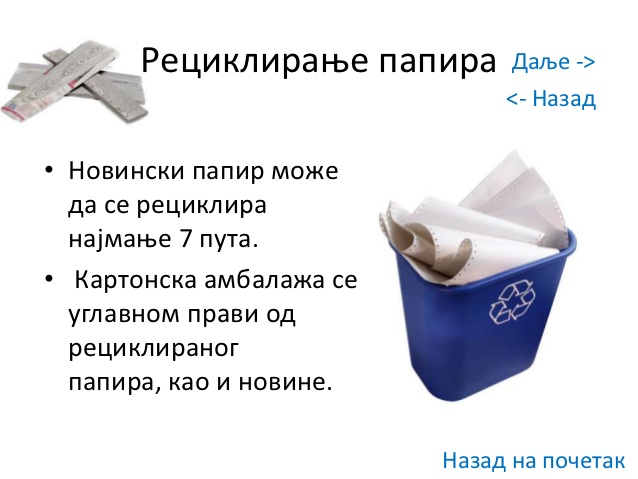 Рециклирање папира
Даље ->
<- Назад
• Новински папир може
да се рециклира
најмање 7 пута.
• Картонска амбалажа се
углавном прави од
рециклираног
папира, као и новине.
Назад на почетак